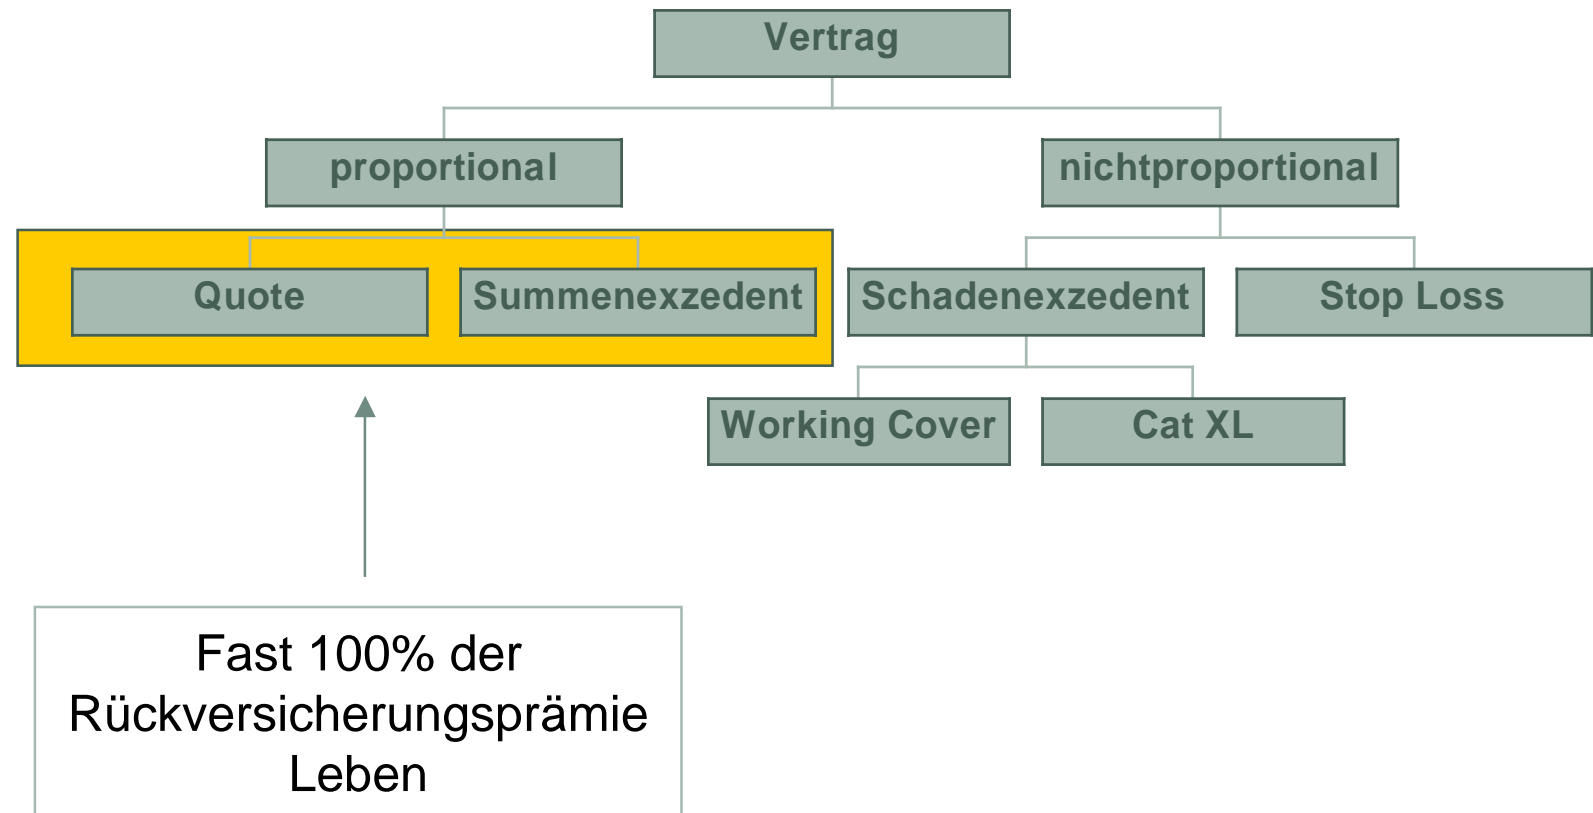 Vertrag
proportional
nichtproportional
Quote
Summenexzedent
Schadenexzedent
Stop Loss
Working Cover
Cat XL
Fast 100% der
Rückversicherungsprämie
Leben